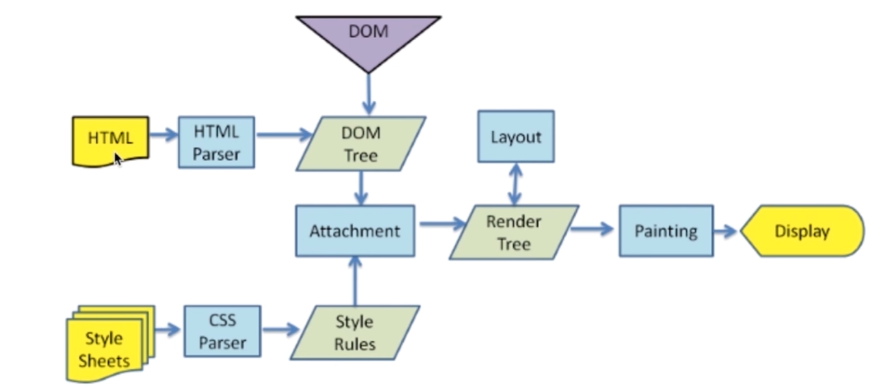 DOM
HTML
HTML
Parser
DOM
Tree
Layout
Attachment
Render
Tree
Painting
Display
Style
Sheets
CSS
Parser
Style
Rules